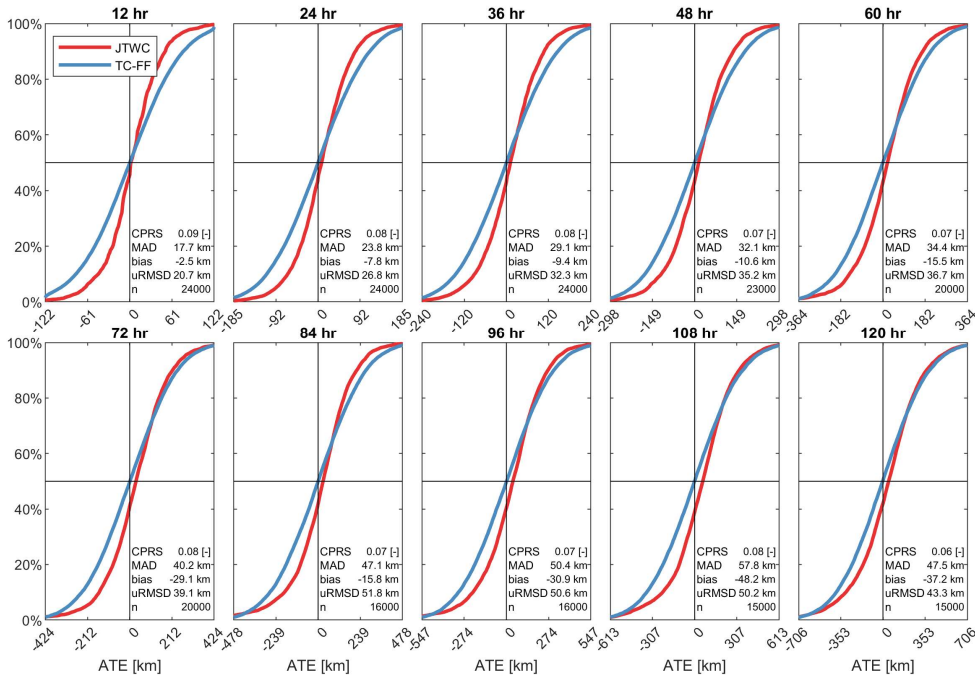 12 hr 24 hr 36 hr 48 hr 60 hr
100%
80%
60%
40%
20%
0%
JTWC
TC-FF
CPRS 0.09 [-]
MAD 17.7 km
bias -2.5 km
uRMSD 20.7 km
n 24000
-122 -61 0 61 122
CPRS 0.08 [-]
MAD 23.8 km
bias -7.8 km
uRMSD 26.8 km
n 24000
-185 -92 0 92 185
CPRS 0.08 [-]
MAD 29.1 km
bias -9.4 km
uRMSD 32.3 km
n 24000
-240 -120 0 120 240
CPRS 0.07 [-]
MAD 32.1 km
bias -10.6 km
uRMSD 35.2 km
n 23000
-298 -149 0 149 298
CPRS 0.07 [-]
MAD 34.4 km
bias -15.5 km
uRMSD 36.7 km
n 20000
-364 -182 0 182 364
72 hr 84 hr 96 hr 108 hr 120 hr
100%
80%
60%
40%
20%
0%
CPRS 0.08 [-]
MAD 40.2 km
bias -29.1 km
uRMSD 39.1 km
n 20000
-424 -212 0 212 424
ATE [km]
CPRS 0.07 [-]
MAD 47.1 km
bias -15.8 km
uRMSD 51.8 km
n 16000
-478 -239 0 239 478
ATE [km]
CPRS 0.07 [-]
MAD 50.4 km
bias -30.9 km
uRMSD 50.6 km
n 16000
-547 -274 0 274 547
ATE [km]
CPRS 0.08 [-]
MAD 57.8 km
bias -48.2 km
uRMSD 50.2 km
n 15000
-613 -307 0 307 613
ATE [km]
CPRS 0.06 [-]
MAD 47.5 km
bias -37.2 km
uRMSD 43.3 km
n 15000
-706 -353 0 353 706
ATE [km]